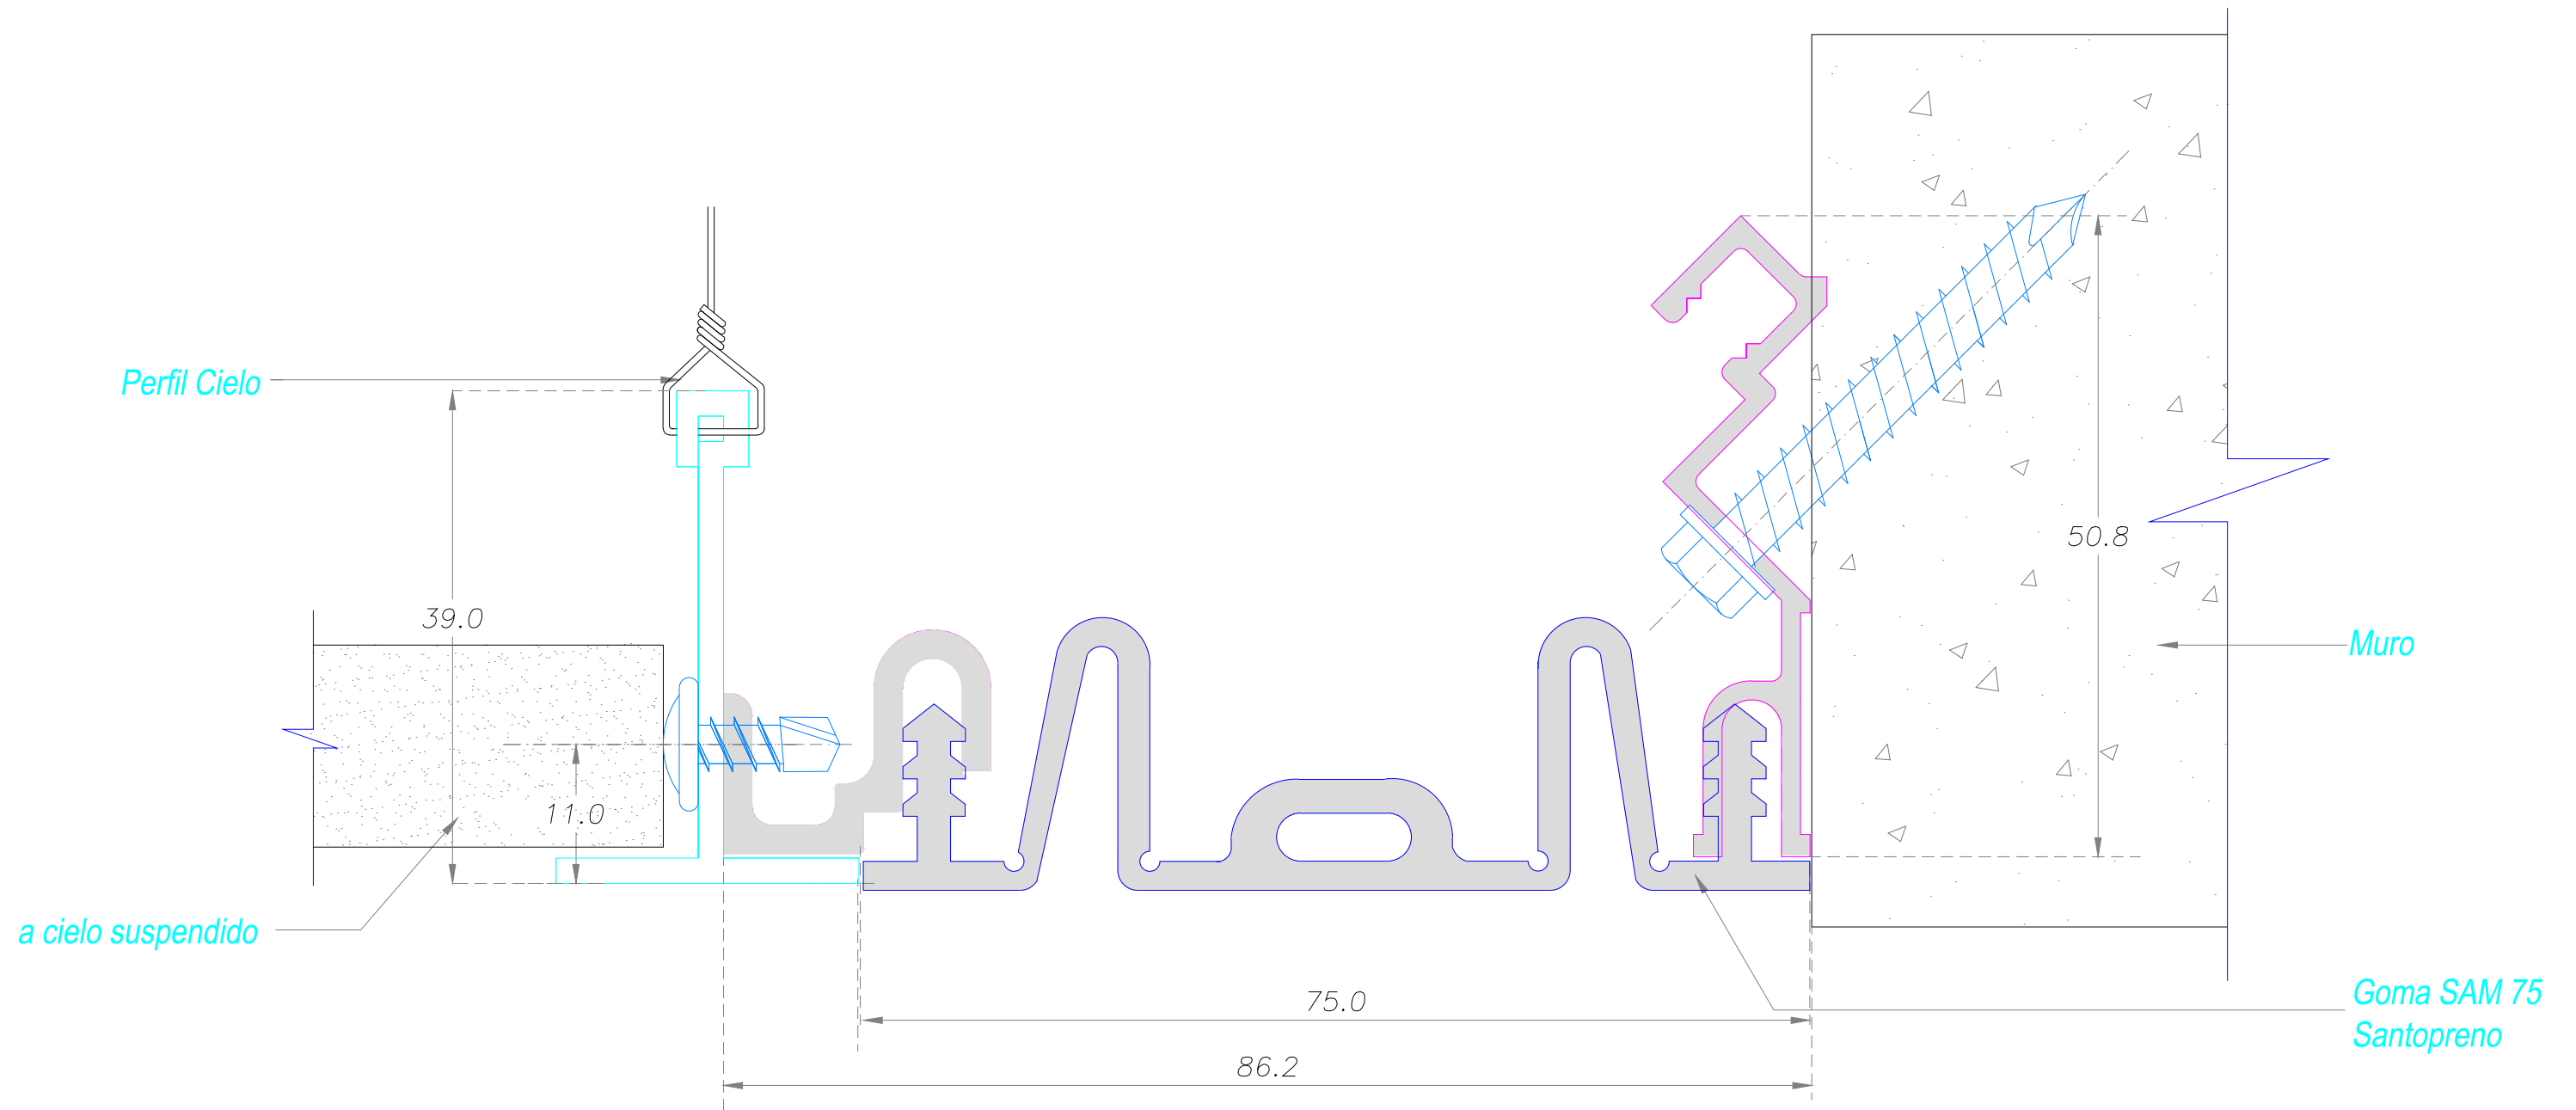 Perfil Cielo
50.8
39.0
Muro
11.0
a cielo suspendido
Goma SAM 75
Santopreno
75.0
86.2